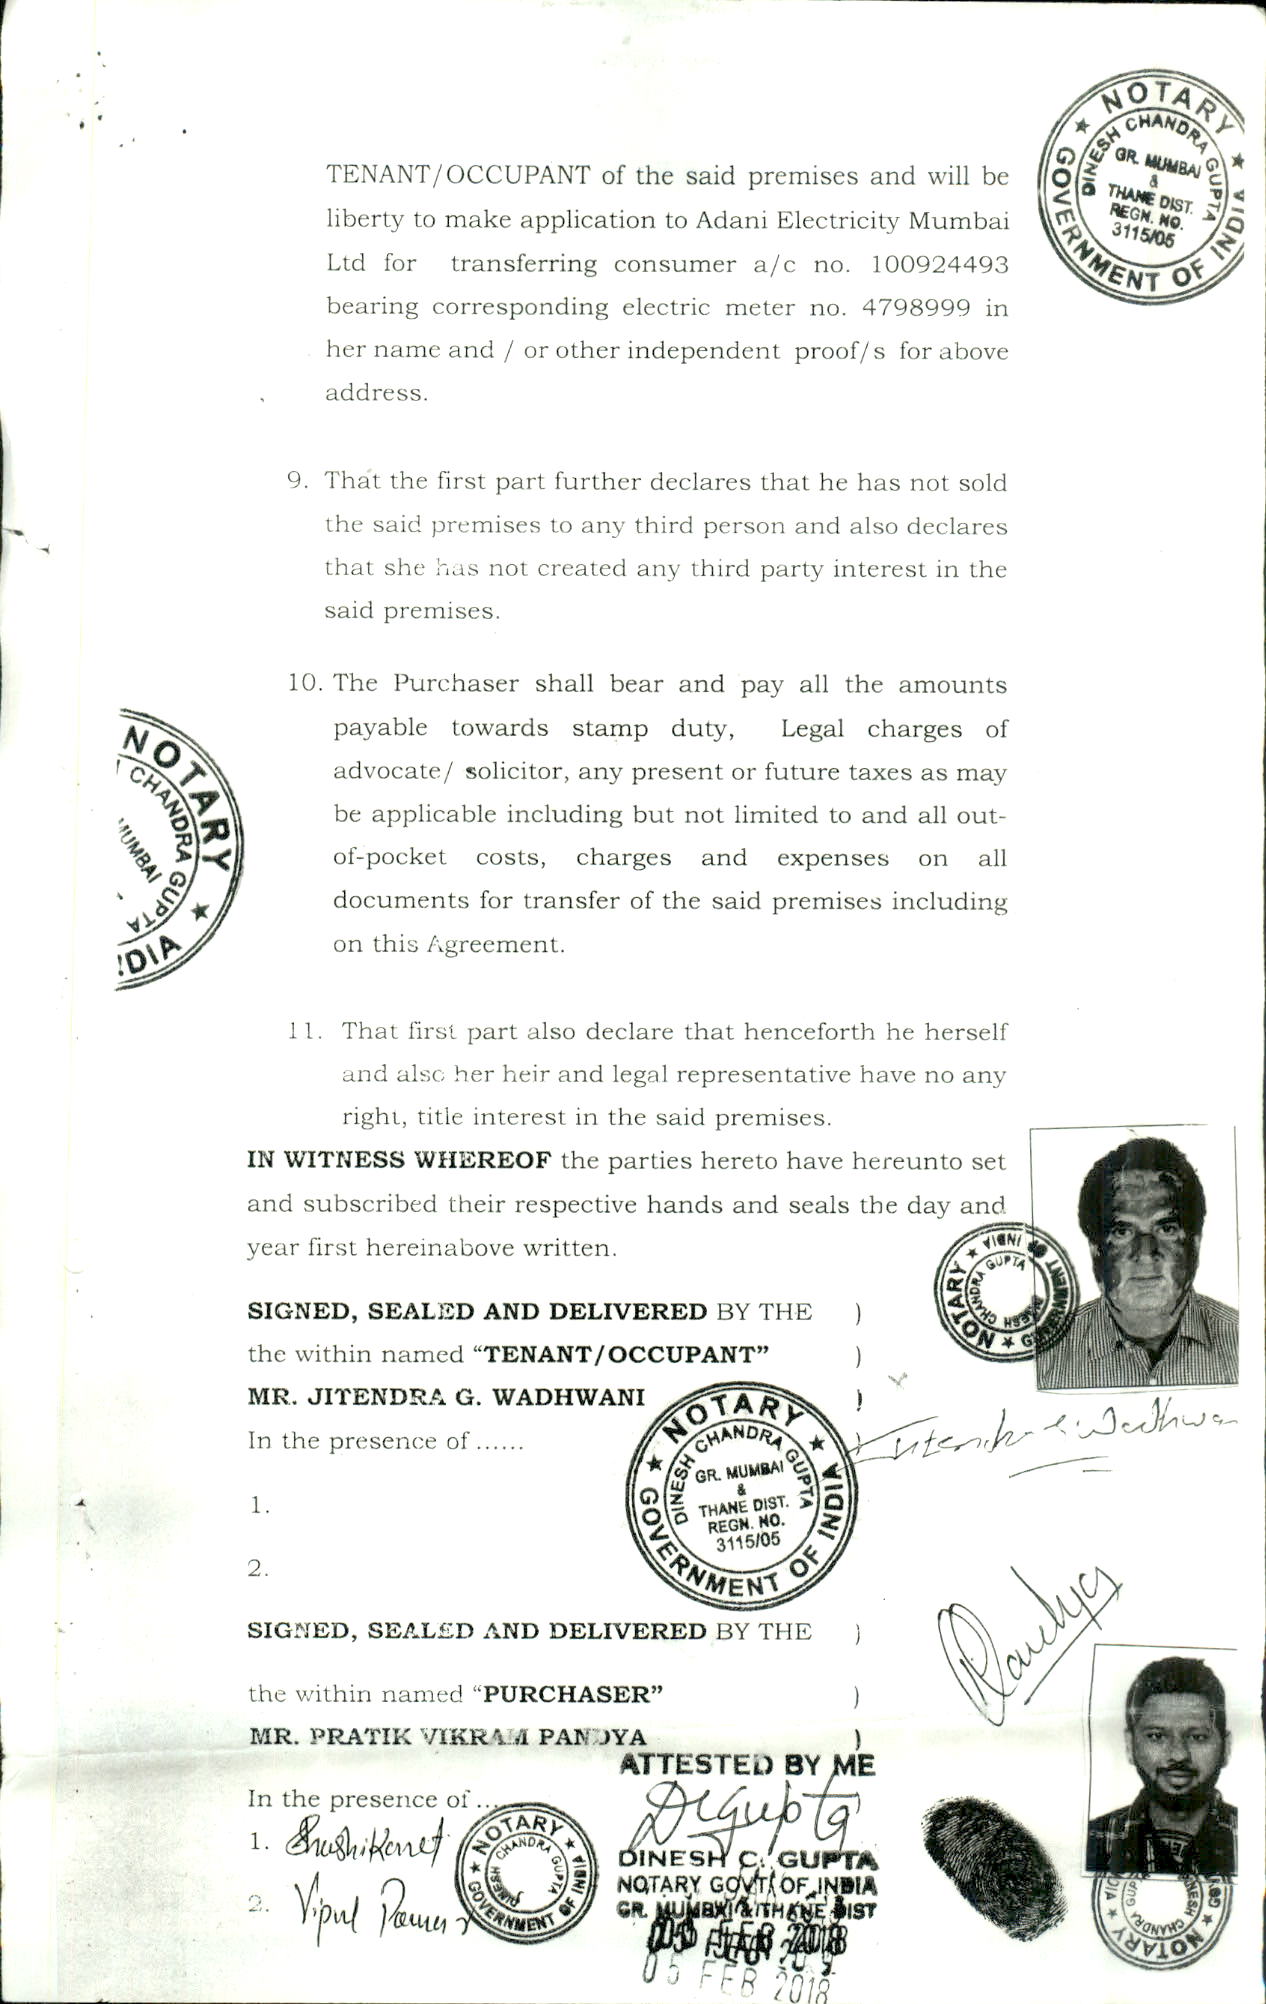 NOTARY ★ GOVERNMENT OF INDIA ★
DINESH CHANDRA GUPTA
GR. MUMBAI
&
THANE DIST.
REGN. NO.
3115/05
TENANT/OCCUPANT of the said premises and will be
liberty to make application to Adani Electricity Mumbai
Ltd for transferring consumer a/c no. 100924493
bearing corresponding electric meter no. 4798999 in
her name and / or other independent proof/s for above
address.
9. That the first part further declares that he has not sold
the said premises to any third person and also declares
that she has not created any third party interest in the
said premises.
10. The Purchaser shall bear and pay all the amounts
payable towards stamp duty, Legal charges of
advocate/ solicitor, any present or future taxes as may
be applicable including but not limited to and all out-
of-pocket costs, charges and expenses on all
documents for transfer of the said premises including
on this Agreement.
NOTARY ★
CHANDRA GUPTA
MUMBAI
DIA
11. That first part also declare that henceforth he herself
and also her heir and legal representative have no any
right, title interest in the said premises.
IN WITNESS WHEREOF the parties hereto have hereunto set
and subscribed their respective hands and seals the day and
year first hereinabove written.
NOTARY ★ GOVERNMENT OF INDIA ★
DINESH CHANDRA GUPTA
SIGNED, SEALED AND DELIVERED BY THE )
the within named “TENANT/OCCUPANT” )
MR. JITENDRA G. WADHWANI )
In the presence of ...... )
NOTARY ★ GOVERNMENT OF INDIA ★
DINESH CHANDRA GUPTA
GR. MUMBAI
&
THANE DIST.
REGN. NO.
3115/05
1.
2.
SIGNED, SEALED AND DELIVERED BY THE )
Pandya
the within named “PURCHASER” )
MR. PRATIK VIKRAM PANDYA )
ATTESTED BY ME
In the presence of ....
DCGupta
1. Shashikant
NOTARY ★ GOVERNMENT OF INDIA ★
DINESH CHANDRA GUPTA
DINESH C. GUPTA
NOTARY GOVT OF INDIA
GR. MUMBAI & THANE DIST
2. Vipul
05 FEB 2018
NOTARY ★
DINESH CHANDRA GUP